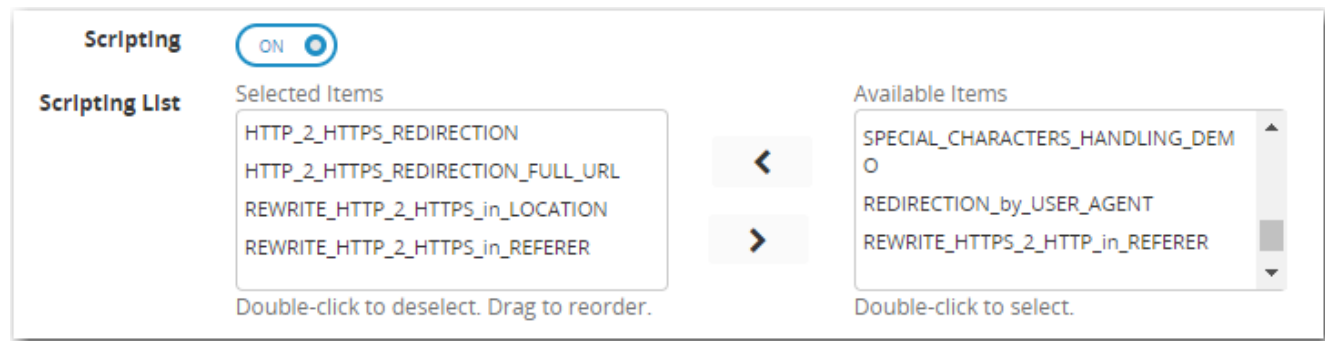 Scripting
ON
Scripting List
Selected Items
HTTP_2_HTTPS_REDIRECTION
HTTP_2_HTTPS_REDIRECTION_FULL_URL
REWRITE_HTTP_2_HTTPS_in_LOCATION
REWRITE_HTTP_2_HTTPS_in_REFERER
Double-click to deselect. Drag to reorder.
Available Items
SPECIAL_CHARACTERS_HANDLING_DEM
O
REDIRECTION_by_USER_AGENT
REWRITE_HTTPS_2_HTTP_in_REFERER
Double-click to select.